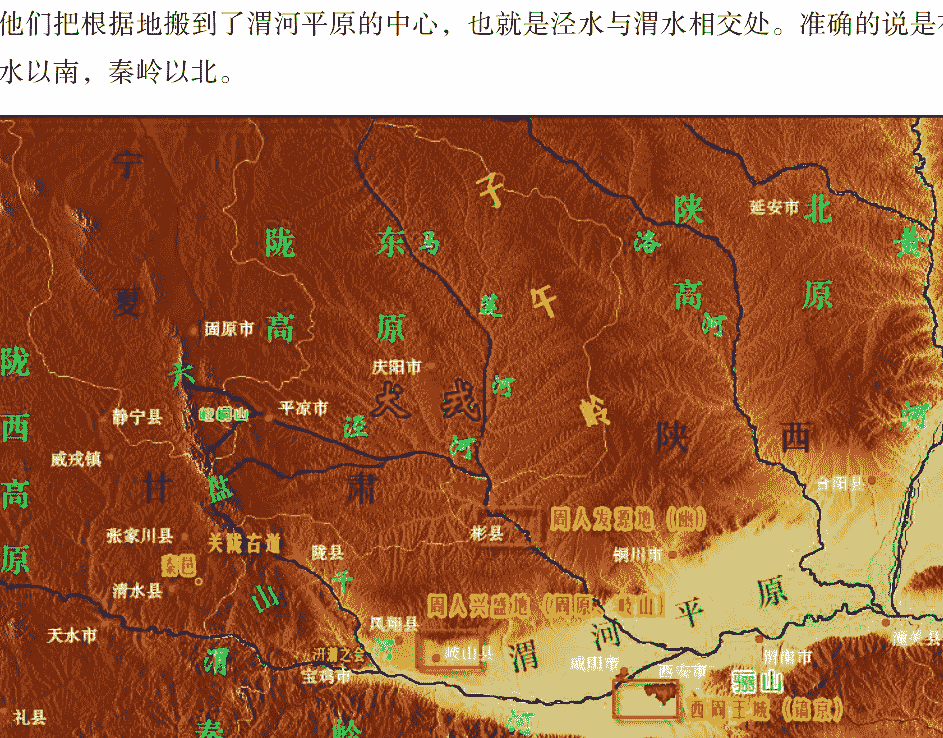 他们把根据地搬到了渭河平原的中心，也就是泾水与渭水相交处。准确的说是
水以南，秦岭以北。
宁
夏
陇
高
东
原
马
莲
河
子
午
岭
陕
高
北
原
延安市
洛
河
黄
河
固原市
庆阳市
犬 戎
六
崆峒山
平凉市
静宁县
威戎镇
泾
河
陕 西
甘 肃
陇
西
高
原
盘
山
合阳县
张家川县
关陇古道
秦邑
清水县
天水市
陇县
千
河
彬县
周人发源地（豳）
铜川市
周人兴盛地（周原 岐山）
凤翔县
岐山县
汧渭之会
宝鸡市
渭 河 平 原
咸阳市
西安市
渭南市
潼关县
骊山
西周王城（镐京）
渭
河
礼县
秦 岭